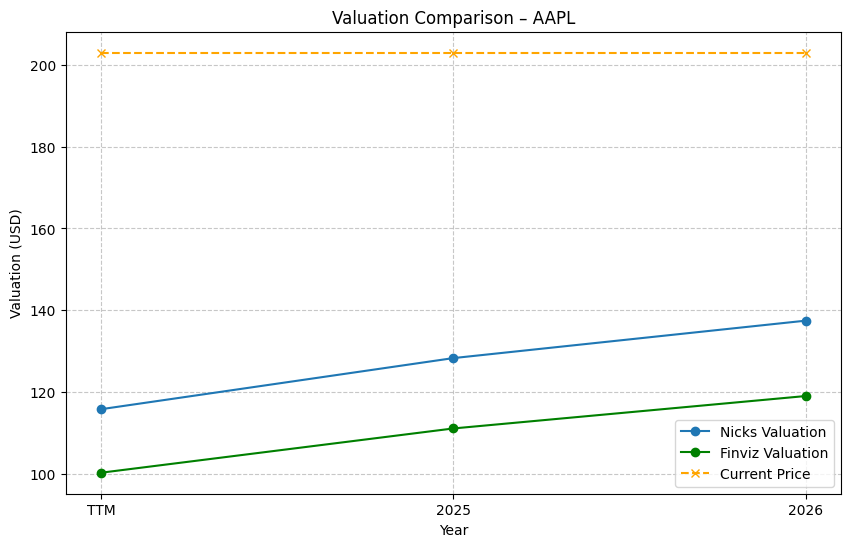 Valuation Comparison – AAPL
Valuation (USD)
200
180
160
140
120
100
TTM
2025
2026
Year
Nicks Valuation
Finviz Valuation
Current Price